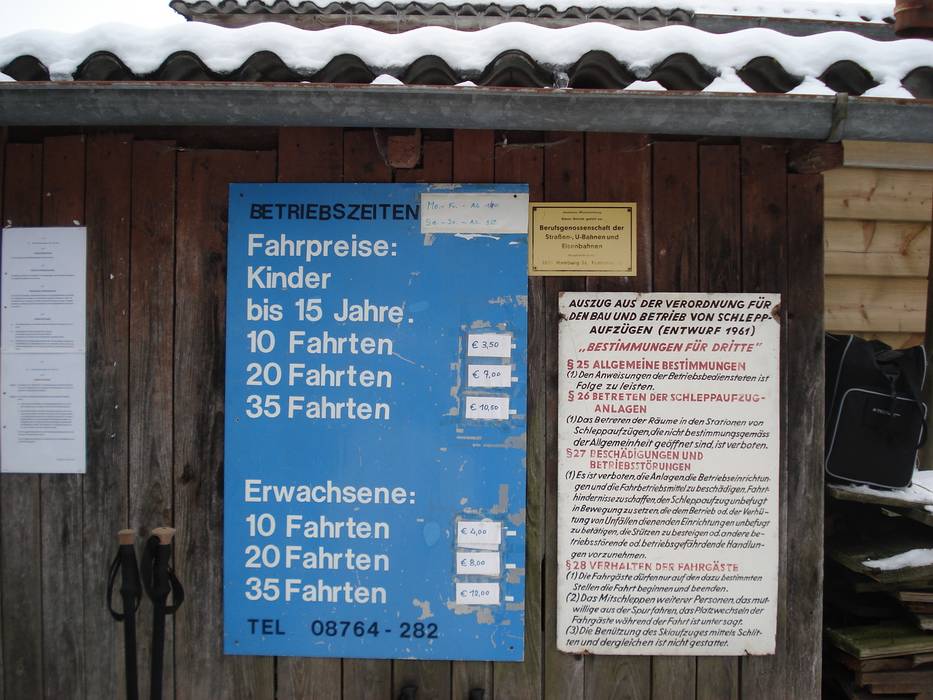 BETRIEBSZEITEN
Mo.- Fr. - Ab
Sa.- So. - Ab
Fahrpreise:
Kinder
bis 15 Jahre.
10 Fahrten € 3,50
20 Fahrten € 7,00
35 Fahrten € 10,50
Erwachsene:
10 Fahrten € 4,00
20 Fahrten € 8,00
35 Fahrten € 12,00
TEL 08764-282
Berufsgenossenschaft der
Straßen-, U-Bahnen und
Eisenbahnen
AUSZUG AUS DER VERORDNUNG FÜR
DEN BAU UND BETRIEB VON SCHLEPP-
AUFZÜGEN (ENTWURF 1961)
„BESTIMMUNGEN FÜR DRITTE"
§ 25 ALLGEMEINE BESTIMMUNGEN
(1) Den Anweisungen der Betriebsbediensteten ist
Folge zu leisten.
§ 26 BETRETEN DER SCHLEPPAUFZUG-
ANLAGEN
(1) Das Betreten der Räume in den Stationen von
Schleppaufzügen, die nicht bestimmungsgemäss
der Allgemeinheit geöffnet sind, ist verboten.
§ 27 BESCHÄDIGUNGEN UND
BETRIEBSSTÖRUNGEN
(1) Es ist verboten, die Anlagen, die Betriebseinrichtun-
gen und die Fahrbetriebsmittel zu beschädigen, Fahrt-
hindernisse zu schaffen, den Schleppaufzug unbefugt
in Bewegung zu setzen, die dem Betrieb od. der Verhü-
tung von Unfällen dienenden Einrichtungen unbefugt
zu betätigen, die Stützen zu besteigen od. andere be-
triebsstörende od. betriebsgefährdende Handlun-
gen vorzunehmen.
§ 28 VERHALTEN DER FAHRGÄSTE
(1) Die Fahrgäste dürfen nur auf den dazu bestimmten
Stellen die Fahrt beginnen und beenden.
(2) Das Mitschleppen weiterer Personen, das mut-
willige aus der Spur fahren, das Platzwechseln der
Fahrgäste während der Fahrt ist untersagt.
(3) Die Benützung des Skiaufzuges mittels Schlit-
ten und dergleichen ist nicht gestattet.